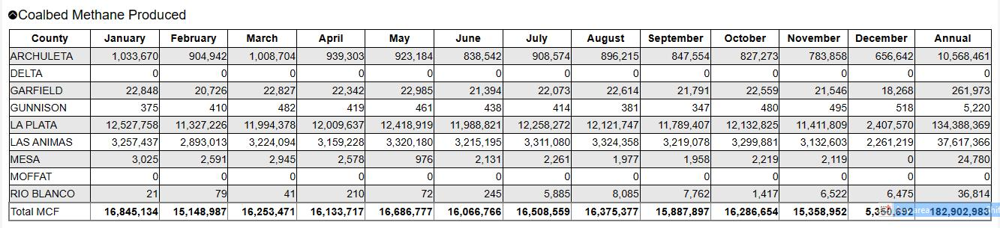 Coalbed Methane Produced
County January February March April May June July August September October November December Annual
ARCHULETA 1,033,670 904,942 1,008,704 939,303 923,184 838,542 908,574 896,215 847,554 827,273 783,858 656,642 10,568,461
DELTA 0 0 0 0 0 0 0 0 0 0 0 0 0
GARFIELD 22,848 20,726 22,827 22,342 22,985 21,394 22,073 22,614 21,791 22,559 21,546 18,268 261,973
GUNNISON 375 410 482 419 461 438 414 381 347 480 495 518 5,220
LA PLATA 12,527,758 11,327,226 11,994,378 12,009,637 12,418,919 11,988,821 12,258,272 12,121,747 11,789,407 12,132,825 11,411,809 2,407,570 134,388,369
LAS ANIMAS 3,257,437 2,893,013 3,224,094 3,159,228 3,320,180 3,215,195 3,311,080 3,324,358 3,219,078 3,299,881 3,132,603 2,261,219 37,617,366
MESA 3,025 2,591 2,945 2,578 976 2,131 2,261 1,977 1,958 2,219 2,119 0 24,780
MOFFAT 0 0 0 0 0 0 0 0 0 0 0 0 0
RIO BLANCO 21 79 41 210 72 245 5,885 8,085 7,762 1,417 6,522 6,475 36,814
Total MCF 16,845,134 15,148,987 16,253,471 16,133,717 16,686,777 16,066,766 16,508,559 16,375,377 15,887,897 16,286,654 15,358,952 5,350,692 182,902,983